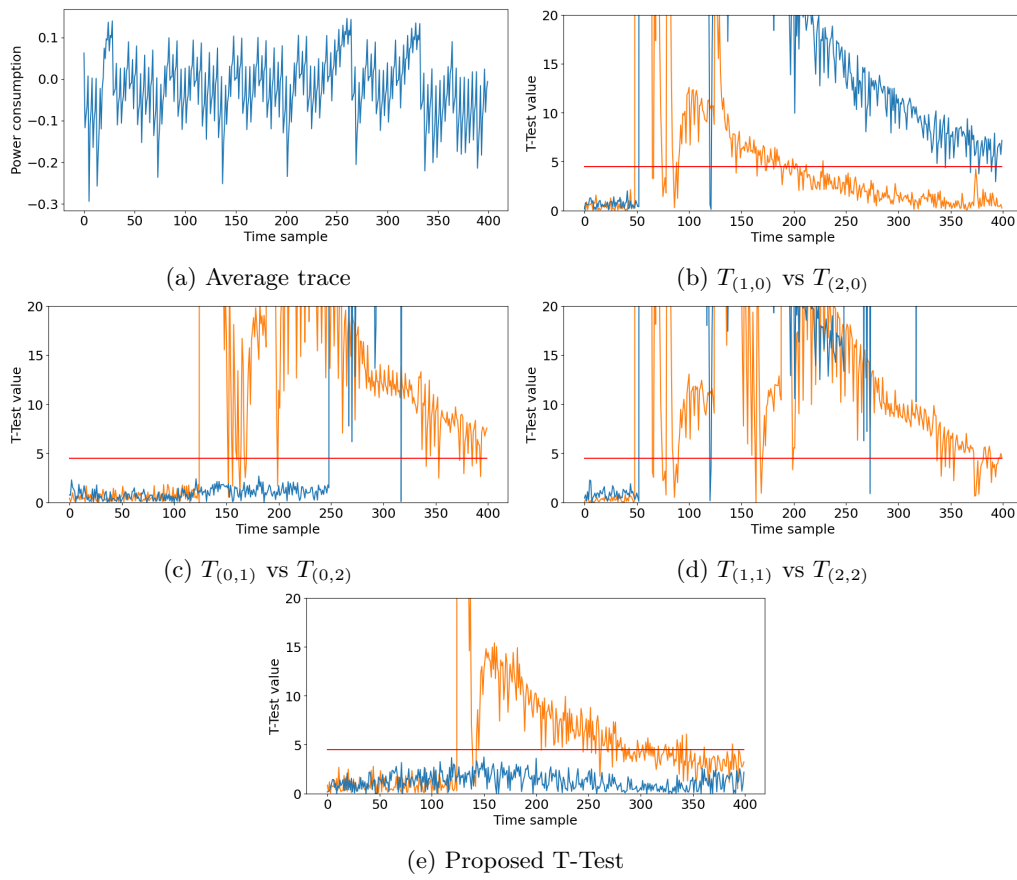 Power consumption
0.1
0.0
−0.1
−0.2
−0.3
0 50 100 150 200 250 300 350 400
Time sample
(a) Average trace
T-Test value
20
15
10
5
0
0 50 100 150 200 250 300 350 400
Time sample
(b) T(1,0) vs T(2,0)
T-Test value
20
15
10
5
0
0 50 100 150 200 250 300 350 400
Time sample
(c) T(0,1) vs T(0,2)
T-Test value
20
15
10
5
0
0 50 100 150 200 250 300 350 400
Time sample
(d) T(1,1) vs T(2,2)
T-Test value
20
15
10
5
0
0 50 100 150 200 250 300 350 400
Time sample
(e) Proposed T-Test